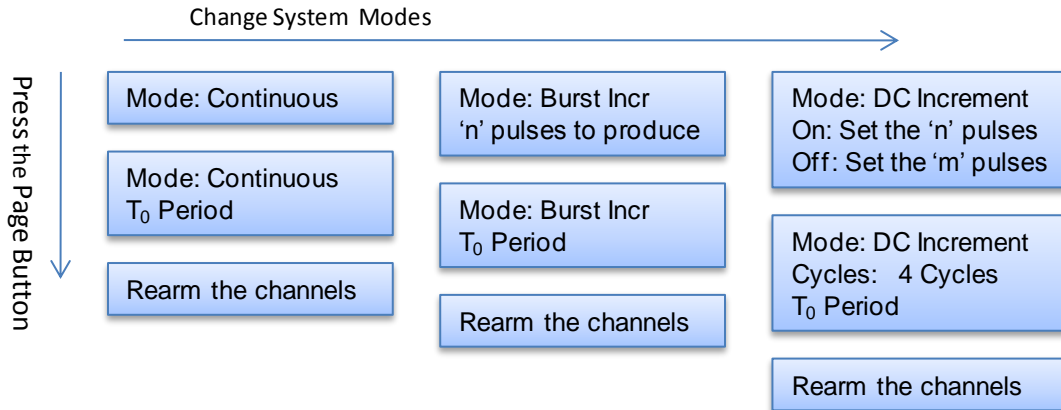 Change System Modes
Press the Page Button
Mode: Continuous
Mode: Continuous
T₀ Period
Rearm the channels
Mode: Burst Incr
‘n’ pulses to produce
Mode: Burst Incr
T₀ Period
Rearm the channels
Mode: DC Increment
On: Set the ‘n’ pulses
Off: Set the ‘m’ pulses
Mode: DC Increment
Cycles: 4 Cycles
T₀ Period
Rearm the channels